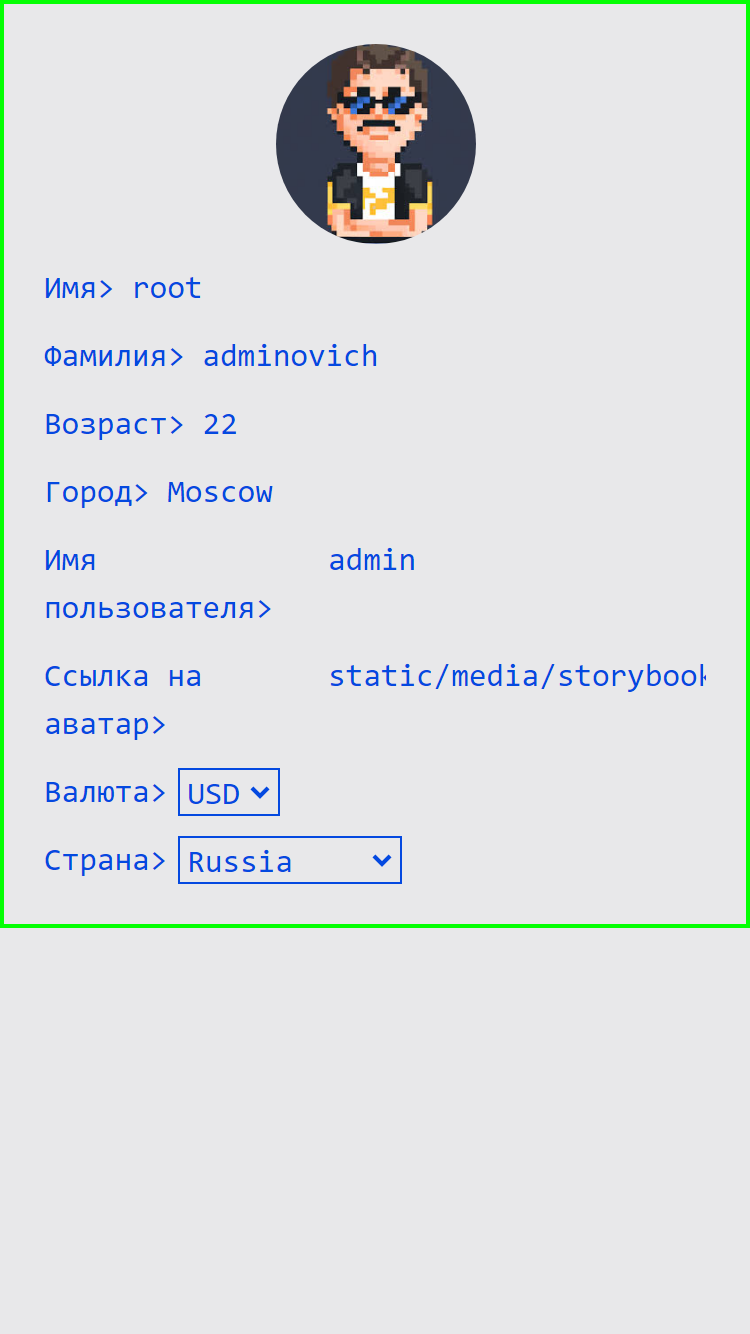 Имя> root
Фамилия> adminovich
Возраст> 22
Город> Moscow
Имя пользователя> admin
Ссылка на аватар> static/media/storybook
Валюта> USD
Страна> Russia